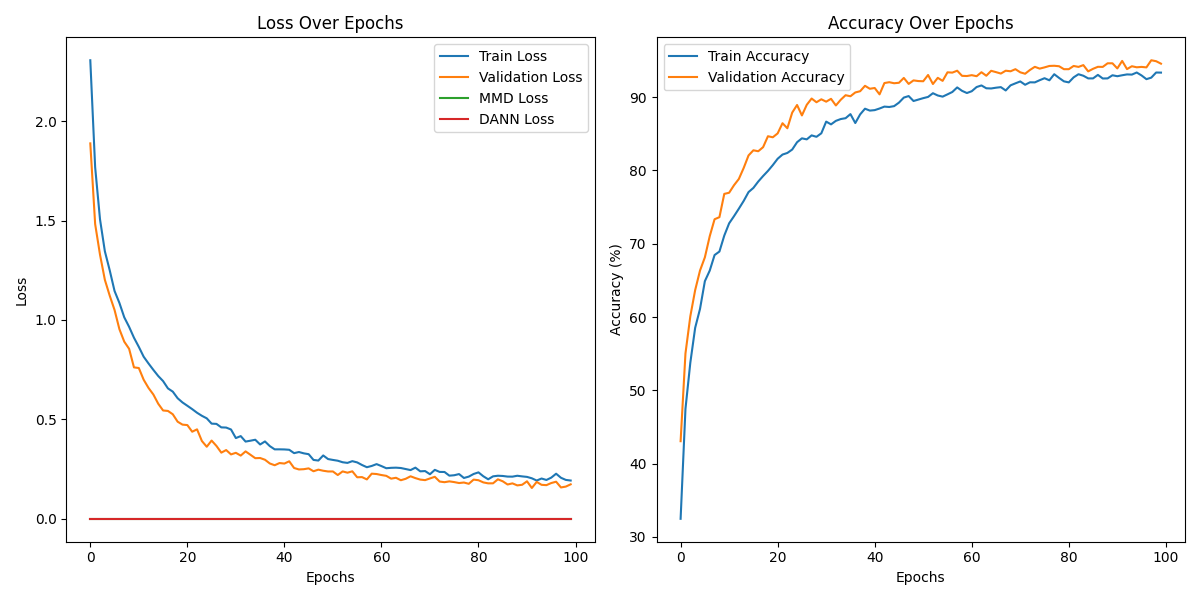 Loss Over Epochs
Train Loss
Validation Loss
MMD Loss
DANN Loss
2.0
1.5
1.0
0.5
0.0
Loss
0 20 40 60 80 100
Epochs
Accuracy Over Epochs
Train Accuracy
Validation Accuracy
90
80
70
60
50
40
30
Accuracy (%)
0 20 40 60 80 100
Epochs